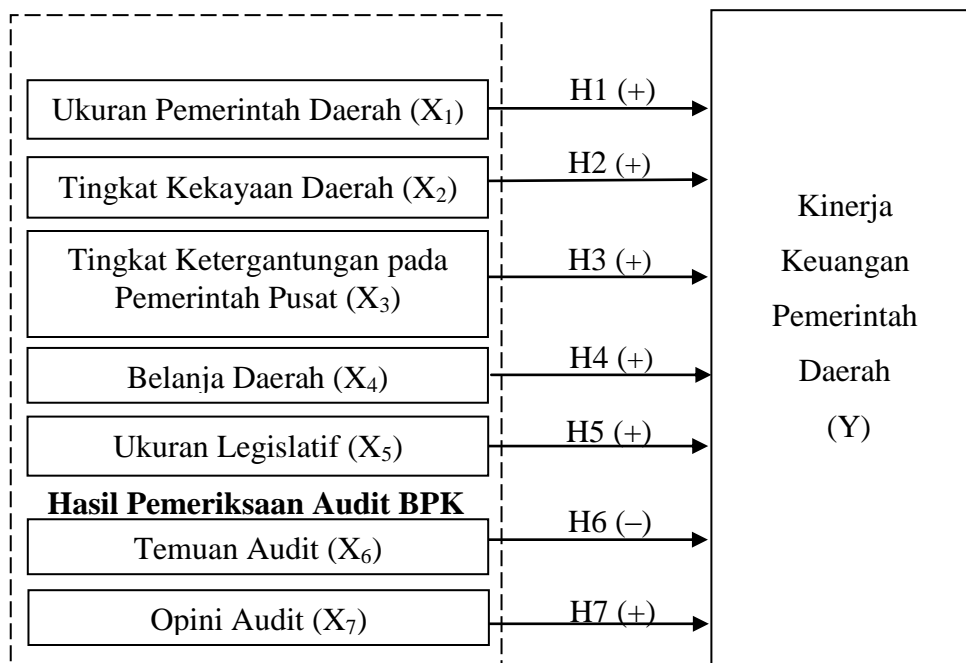 Ukuran Pemerintah Daerah (X₁)
H1 (+)
Tingkat Kekayaan Daerah (X₂)
H2 (+)
Tingkat Ketergantungan pada
Pemerintah Pusat (X₃)
H3 (+)
Belanja Daerah (X₄)
H4 (+)
Ukuran Legislatif (X₅)
H5 (+)
Hasil Pemeriksaan Audit BPK
Temuan Audit (X₆)
H6 (–)
Opini Audit (X₇)
H7 (+)
Kinerja
Keuangan
Pemerintah
Daerah
(Y)